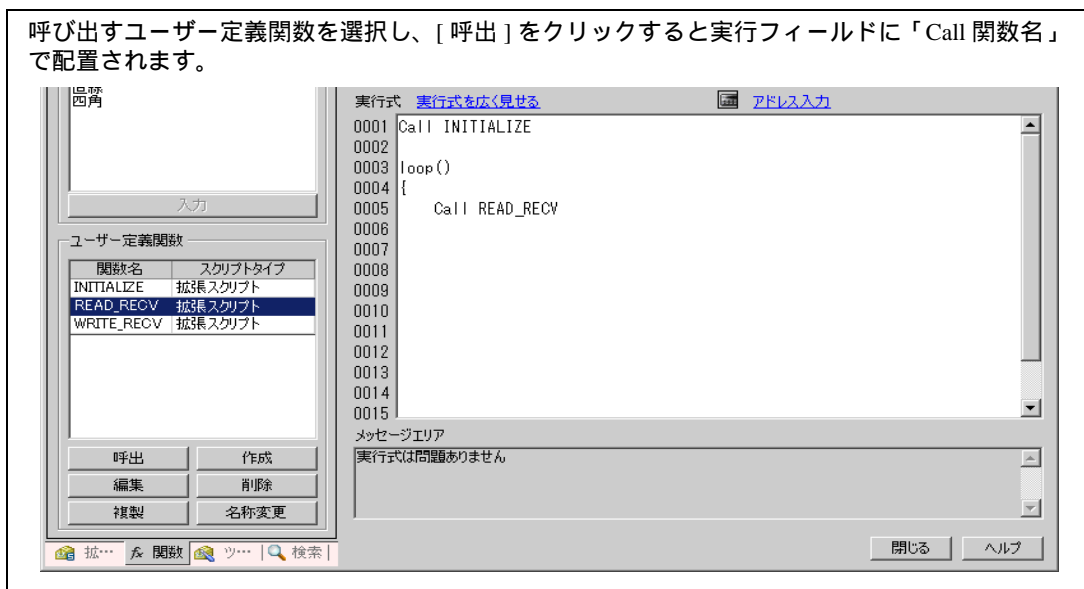 呼び出すユーザー定義関数を選択し、[ 呼出 ] をクリックすると実行フィールドに「Call 関数名」
で配置されます。
四角
入力
ユーザー定義関数
関数名 スクリプトタイプ
INITIALIZE 拡張スクリプト
READ_RECV 拡張スクリプト
WRITE_RECV 拡張スクリプト
呼出 作成
編集 削除
複製 名称変更
拡… 関数 ツ… 検索
実行式 実行式を広く見せる アドレス入力
0001 Call INITIALIZE
0002
0003 loop()
0004 {
0005 Call READ_RECV
0006
0007
0008
0009
0010
0011
0012
0013
0014
0015
メッセージエリア
実行式は問題ありません
閉じる ヘルプ